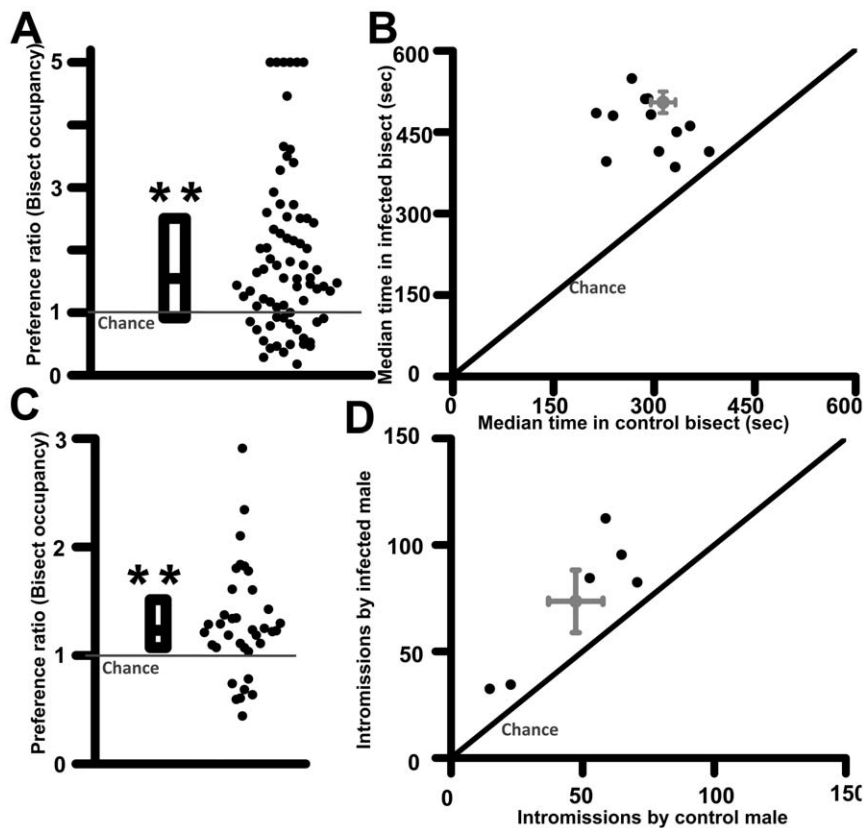 A
Preference ratio (Bisect occupancy)
5
3
1
0
**
Chance
B
Median time in infected bisect (sec)
600
450
300
150
0
Chance
0
150
300
450
600
Median time in control bisect (sec)
C
Preference ratio (Bisect occupancy)
3
2
1
0
**
Chance
D
Intromissions by infected male
150
100
50
0
Chance
0
50
100
150
Intromissions by control male